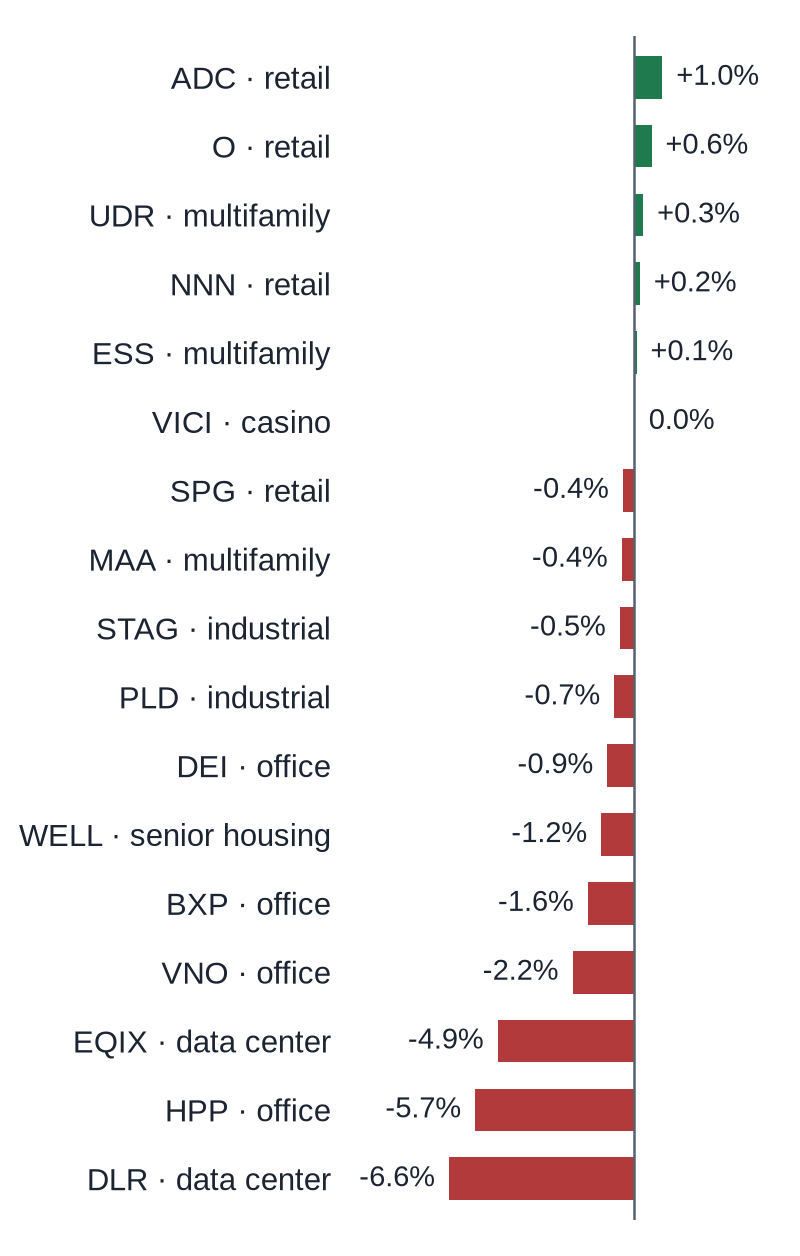 ADC · retail +1.0%
O · retail +0.6%
UDR · multifamily +0.3%
NNN · retail +0.2%
ESS · multifamily +0.1%
VICI · casino 0.0%
SPG · retail -0.4%
MAA · multifamily -0.4%
STAG · industrial -0.5%
PLD · industrial -0.7%
DEI · office -0.9%
WELL · senior housing -1.2%
BXP · office -1.6%
VNO · office -2.2%
EQIX · data center -4.9%
HPP · office -5.7%
DLR · data center -6.6%